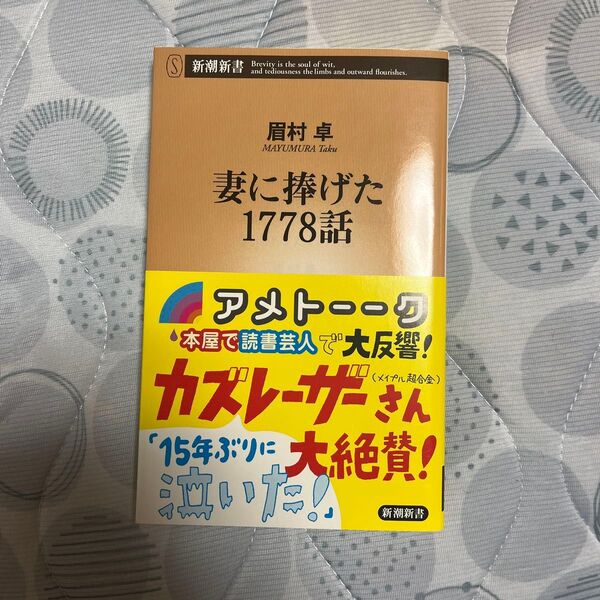 S
新潮新書
Brevity is the soul of wit,
and tediousness the limbs and outward flourishes.
眉村 卓
MAYUMURA Taku
妻に捧げた
1778話
アメトーーク
本屋で読書芸人で大反響!
カズレーザーさん
(メイプル超合金)
「15年ぶりに
泣いた!」
大絶賛!
新潮新書